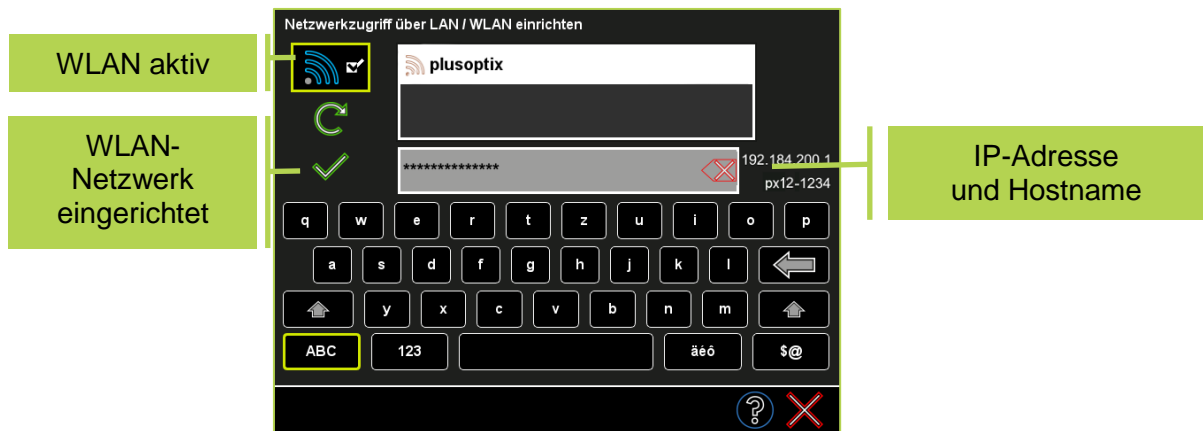 Netzwerkzugriff über LAN / WLAN einrichten
WLAN aktiv
plusoptix
WLAN-
Netzwerk
eingerichtet
**************
192.184.200.1
px12-1234
IP-Adresse
und Hostname
q w e r t z u i o p
a s d f g h j k l
y x c v b n m
ABC 123 äéô $@
?